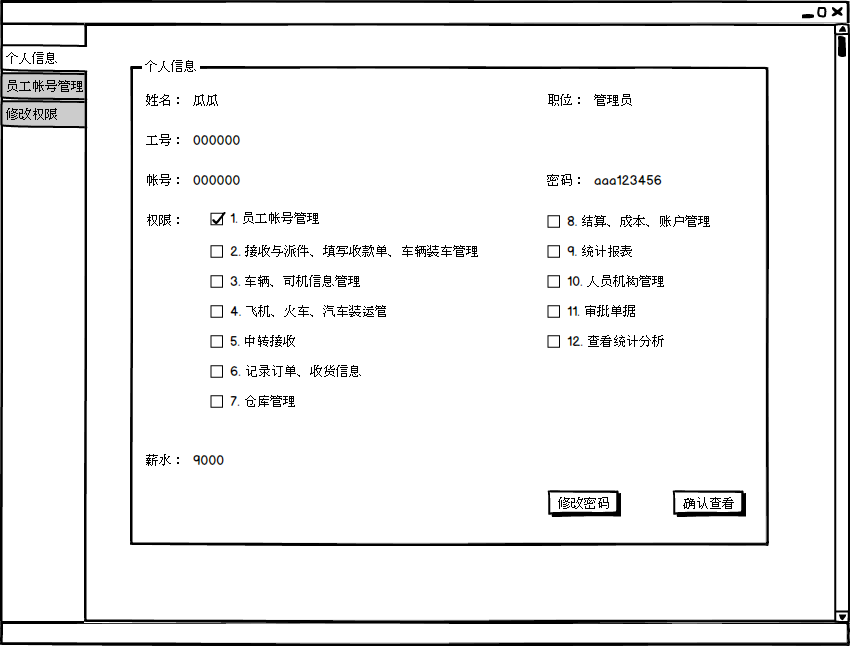 个人信息
员工帐号管理
修改权限
个人信息
姓名： 瓜瓜 职位： 管理员
工号： 000000
帐号： 000000 密码： aaa123456
权限： 1. 员工帐号管理 8. 结算、成本、账户管理
2. 接收与派件、填写收款单、车辆装车管理 9. 统计报表
3. 车辆、司机信息管理 10. 人员机构管理
4. 飞机、火车、汽车装运管 11. 审批单据
5. 中转接收 12. 查看统计分析
6. 记录订单、收货信息
7. 仓库管理
薪水： 9000
修改密码 确认查看